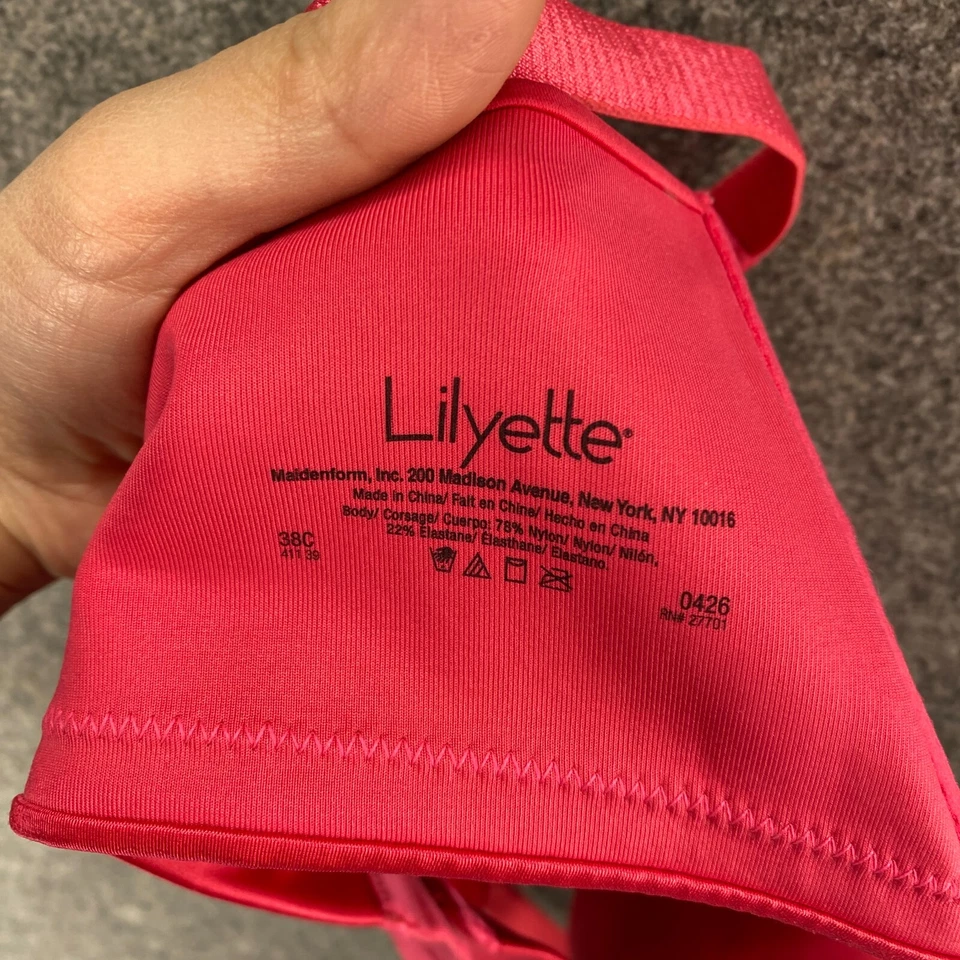 Lilyette®
Maidenform, Inc. 200 Madison Avenue, New York, NY 10016
Made in China/ Fait en Chine/ Hecho en China
Body/ Corsage/ Cuerpo: 78% Nylon/ Nylon/ Nilón,
22% Elastane/ Élasthane/ Elastano.
38C
411 39
0426
RN# 27701